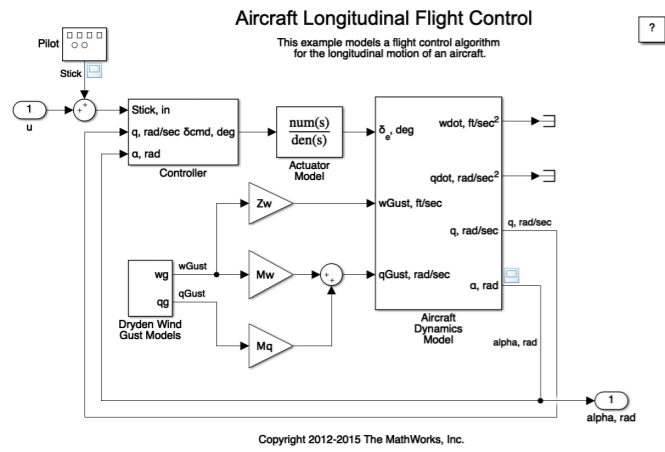 Aircraft Longitudinal Flight Control
?
This example models a flight control algorithm
for the longitudinal motion of an aircraft.
Pilot
Stick
1
u
Stick, in
q, rad/sec δcmd, deg
α, rad
Controller
num(s)
den(s)
Actuator
Model
δe, deg
wGust, ft/sec
qGust, rad/sec
wdot, ft/sec2
qdot, rad/sec2
q, rad/sec
α, rad
Aircraft
Dynamics
Model
q, rad/sec
alpha, rad
Zw
Mw
Mq
wg
qg
wGust
qGust
Dryden Wind
Gust Models
1
alpha, rad
Copyright 2012-2015 The MathWorks, Inc.